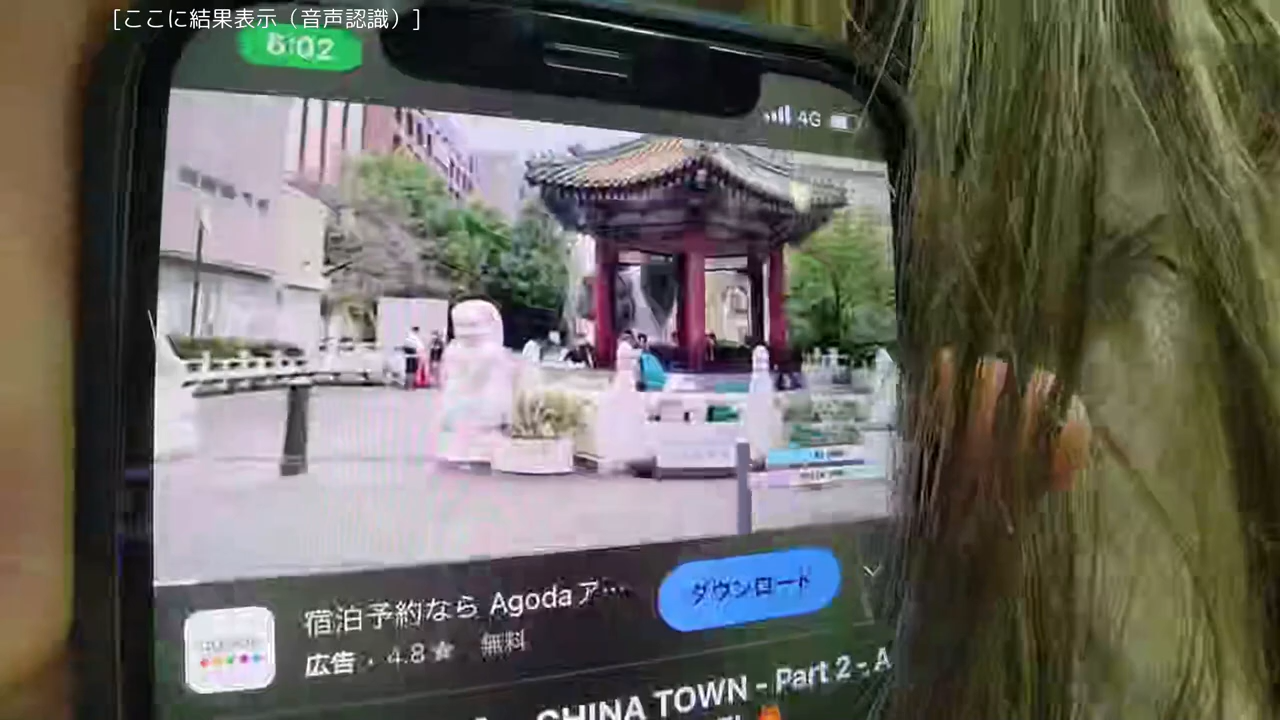 [ここに結果表示（音声認識）]
6:02
4G
宿泊予約なら Agoda ア…
ダウンロード
広告・4.8★ 無料
CHINA TOWN - Part 2 - A